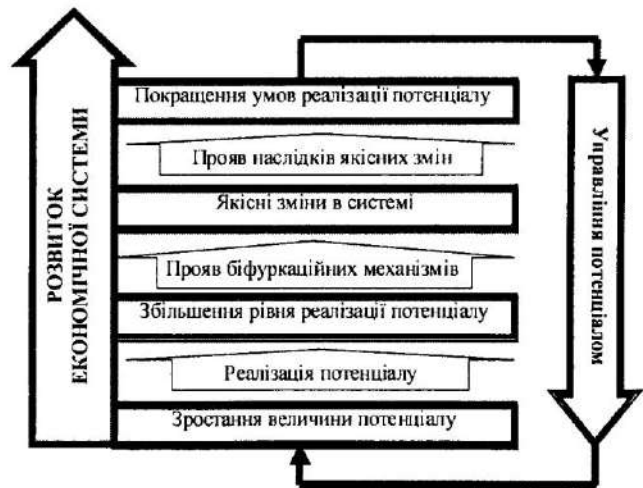 РОЗВИТОК
ЕКОНОМІЧНОЇ СИСТЕМИ
Покращення умов реалізації потенціалу
Прояв наслідків якісних змін
Якісні зміни в системі
Прояв біфуркаційних механізмів
Збільшення рівня реалізації потенціалу
Реалізація потенціалу
Зростання величини потенціалу
Управління потенціалом